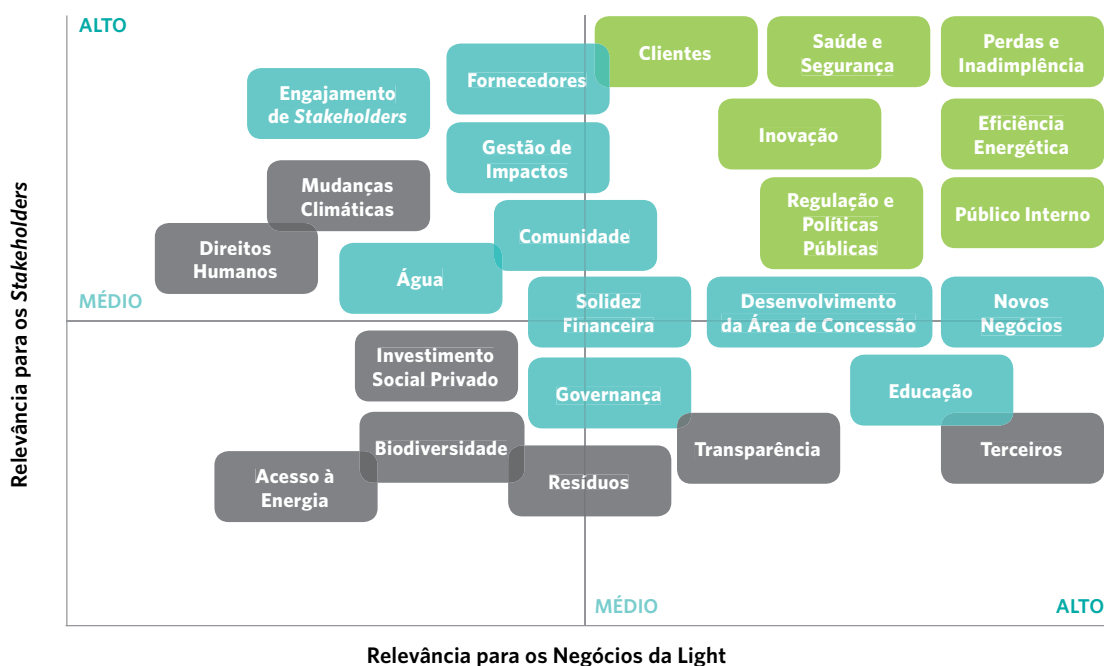 ALTO
Clientes
Saúde e
Segurança
Perdas e
Inadimplência
Fornecedores
Engajamento
de Stakeholders
Inovação
Eficiência
Energética
Gestão de
Impactos
Mudanças
Climáticas
Regulação e
Políticas
Públicas
Público Interno
Comunidade
Direitos
Humanos
Água
MÉDIO
Solidez
Financeira
Desenvolvimento
da Área de Concessão
Novos
Negócios
Investimento
Social Privado
Governança
Educação
Biodiversidade
Transparência
Terceiros
Acesso à
Energia
Resíduos
MÉDIO
ALTO
Relevância para os Stakeholders
Relevância para os Negócios da Light